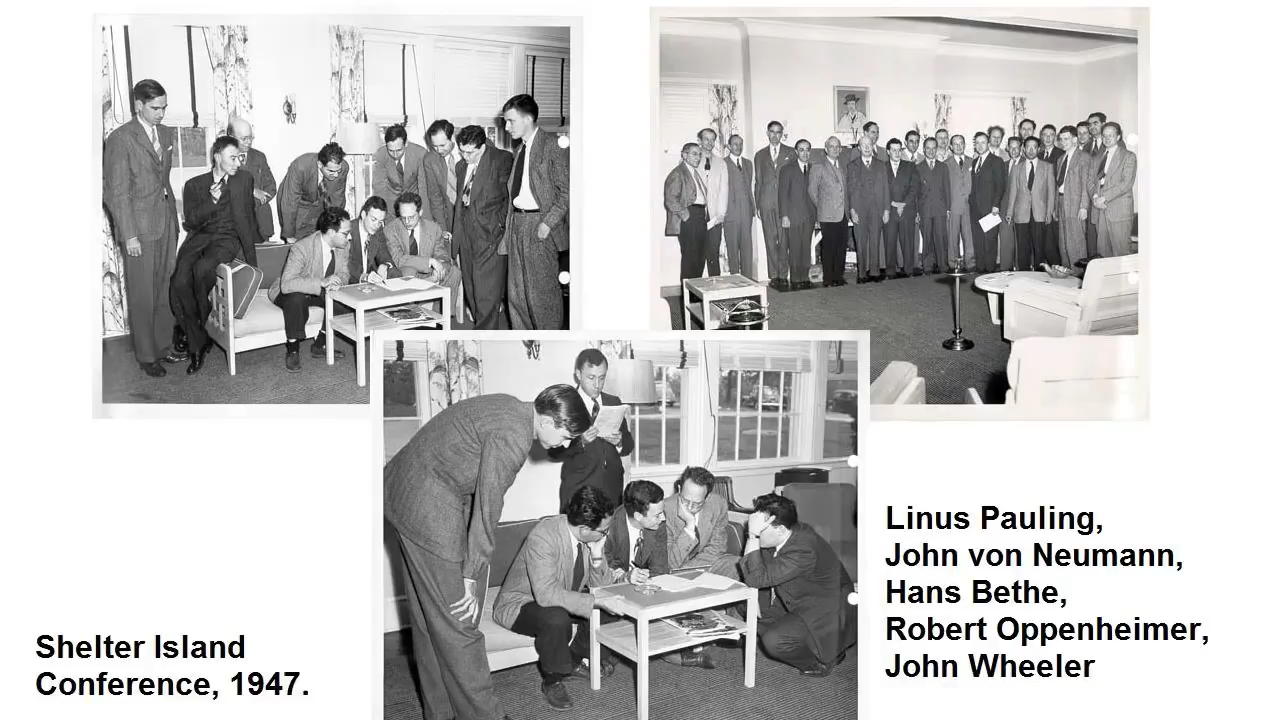 Shelter Island
Conference, 1947.
Linus Pauling,
John von Neumann,
Hans Bethe,
Robert Oppenheimer,
John Wheeler